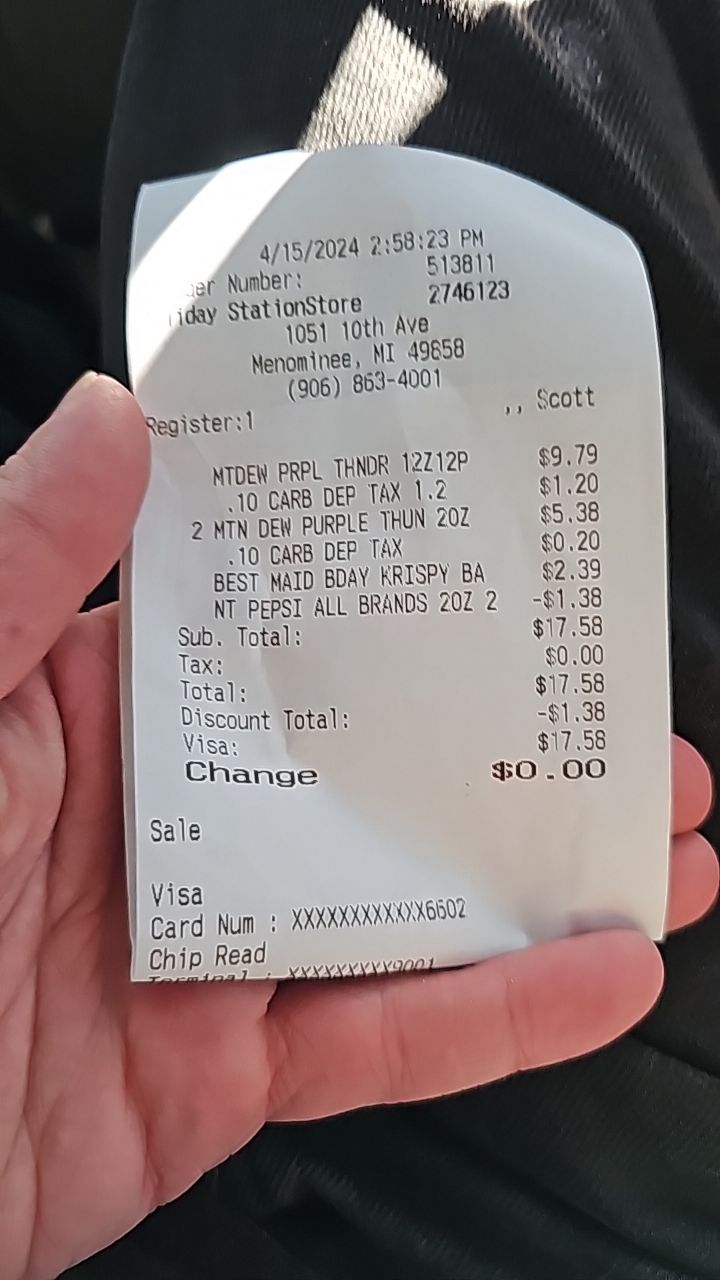 4/15/2024 2:58:23 PM
Number: 513811
StationStore 2746123
1051 10th Ave
Menominee, MI 49858
(906) 863-4001
Register:1 ,, Scott
MTDEW PRPL THNDR 12Z12P $9.79
.10 CARB DEP TAX 1.2 $1.20
2 MTN DEW PURPLE THUN 20Z $5.38
.10 CARB DEP TAX $0.20
BEST MAID BDAY KRISPY BA $2.39
NT PEPSI ALL BRANDS 20Z 2 -$1.38
Sub. Total: $17.58
Tax: $0.00
Total: $17.58
Discount Total: -$1.38
Visa: $17.58
Change $0.00
Sale
Visa
Card Num : XXXXXXXXXXXX6602
Chip Read
Terminal : XXXXXXXXX9001